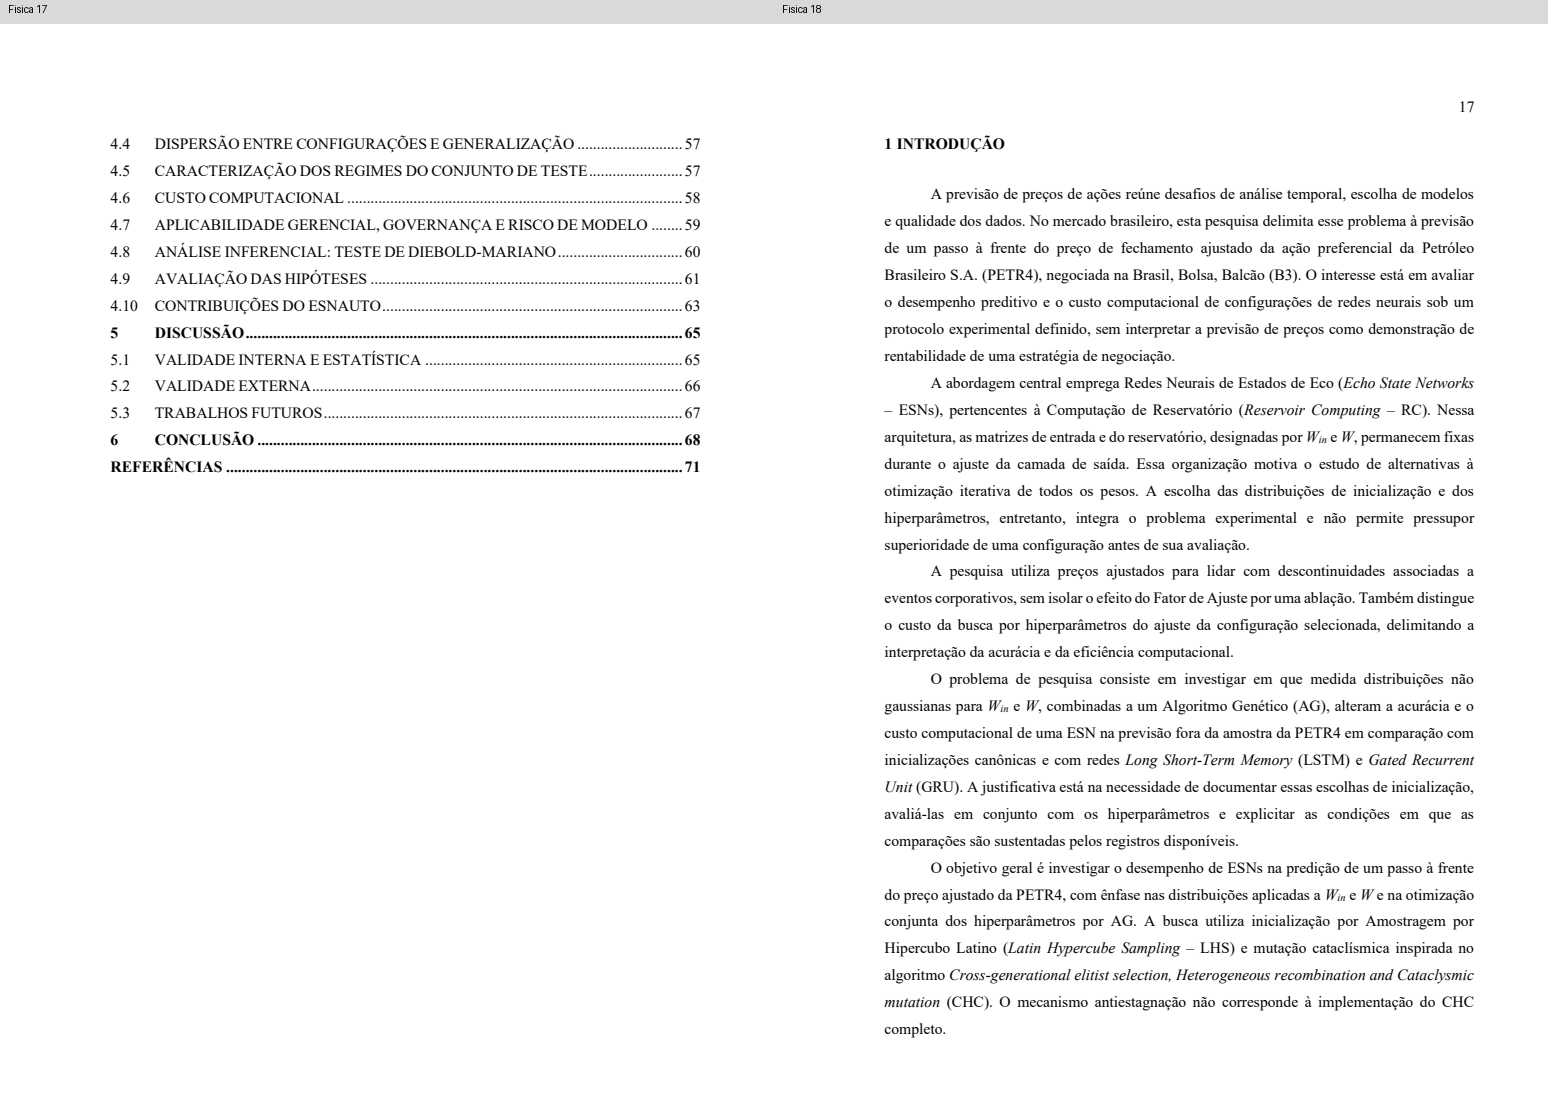 Fisica 17
4.4 DISPERSÃO ENTRE CONFIGURAÇÕES E GENERALIZAÇÃO ........................... 57
4.5 CARACTERIZAÇÃO DOS REGIMES DO CONJUNTO DE TESTE ........................ 57
4.6 CUSTO COMPUTACIONAL ....................................................................................... 58
4.7 APLICABILIDADE GERENCIAL, GOVERNANÇA E RISCO DE MODELO ........ 59
4.8 ANÁLISE INFERENCIAL: TESTE DE DIEBOLD-MARIANO ................................ 60
4.9 AVALIAÇÃO DAS HIPÓTESES ................................................................................. 61
4.10 CONTRIBUIÇÕES DO ESNAUTO .............................................................................. 63
5 DISCUSSÃO ................................................................................................................. 65
5.1 VALIDADE INTERNA E ESTATÍSTICA ................................................................... 65
5.2 VALIDADE EXTERNA ................................................................................................ 66
5.3 TRABALHOS FUTUROS ............................................................................................. 67
6 CONCLUSÃO .............................................................................................................. 68
REFERÊNCIAS ...................................................................................................................... 71
Fisica 18
17
1 INTRODUÇÃO
A previsão de preços de ações reúne desafios de análise temporal, escolha de modelos
e qualidade dos dados. No mercado brasileiro, esta pesquisa delimita esse problema à previsão
de um passo à frente do preço de fechamento ajustado da ação preferencial da Petróleo
Brasileiro S.A. (PETR4), negociada na Brasil, Bolsa, Balcão (B3). O interesse está em avaliar
o desempenho preditivo e o custo computacional de configurações de redes neurais sob um
protocolo experimental definido, sem interpretar a previsão de preços como demonstração de
rentabilidade de uma estratégia de negociação.
A abordagem central emprega Redes Neurais de Estados de Eco (Echo State Networks
– ESNs), pertencentes à Computação de Reservatório (Reservoir Computing – RC). Nessa
arquitetura, as matrizes de entrada e do reservatório, designadas por Win e W, permanecem fixas
durante o ajuste da camada de saída. Essa organização motiva o estudo de alternativas à
otimização iterativa de todos os pesos. A escolha das distribuições de inicialização e dos
hiperparâmetros, entretanto, integra o problema experimental e não permite pressupor
superioridade de uma configuração antes de sua avaliação.
A pesquisa utiliza preços ajustados para lidar com descontinuidades associadas a
eventos corporativos, sem isolar o efeito do Fator de Ajuste por uma ablação. Também distingue
o custo da busca por hiperparâmetros do ajuste da configuração selecionada, delimitando a
interpretação da acurácia e da eficiência computacional.
O problema de pesquisa consiste em investigar em que medida distribuições não
gaussianas para Win e W, combinadas a um Algoritmo Genético (AG), alteram a acurácia e o
custo computacional de uma ESN na previsão fora da amostra da PETR4 em comparação com
inicializações canônicas e com redes Long Short-Term Memory (LSTM) e Gated Recurrent
Unit (GRU). A justificativa está na necessidade de documentar essas escolhas de inicialização,
avaliá-las em conjunto com os hiperparâmetros e explicitar as condições em que as
comparações são sustentadas pelos registros disponíveis.
O objetivo geral é investigar o desempenho de ESNs na predição de um passo à frente
do preço ajustado da PETR4, com ênfase nas distribuições aplicadas a Win e W e na otimização
conjunta dos hiperparâmetros por AG. A busca utiliza inicialização por Amostragem por
Hipercubo Latino (Latin Hypercube Sampling – LHS) e mutação cataclísmica inspirada no
algoritmo Cross-generational elitist selection, Heterogeneous recombination and Cataclysmic
mutation (CHC). O mecanismo antiestagnação não corresponde à implementação do CHC
completo.